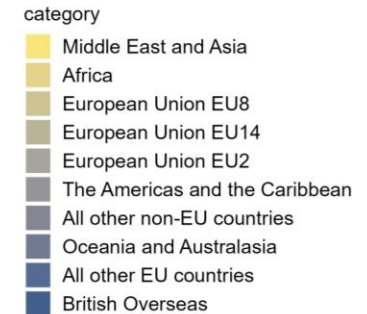 category
Middle East and Asia
Africa
European Union EU8
European Union EU14
European Union EU2
The Americas and the Caribbean
All other non-EU countries
Oceania and Australasia
All other EU countries
British Overseas